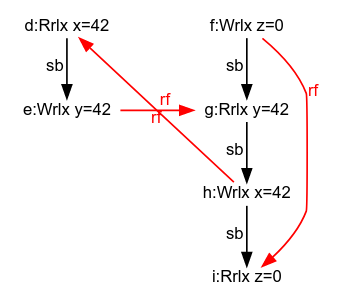 d:Rrlx x=42 f:Wrlx z=0
sb sb
rf
e:Wrlx y=42 rf g:Rrlx y=42
rf
sb
h:Wrlx x=42
sb
i:Rrlx z=0